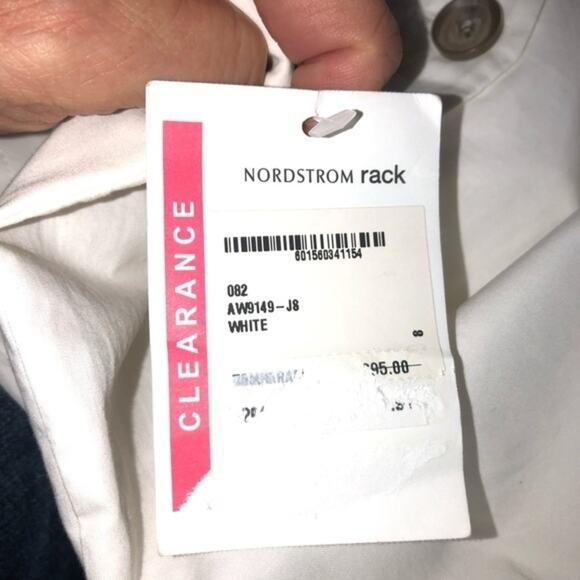 NORDSTROM rack
CLEARANCE
601560341154
082
AW9149-J8
WHITE
8
95.00